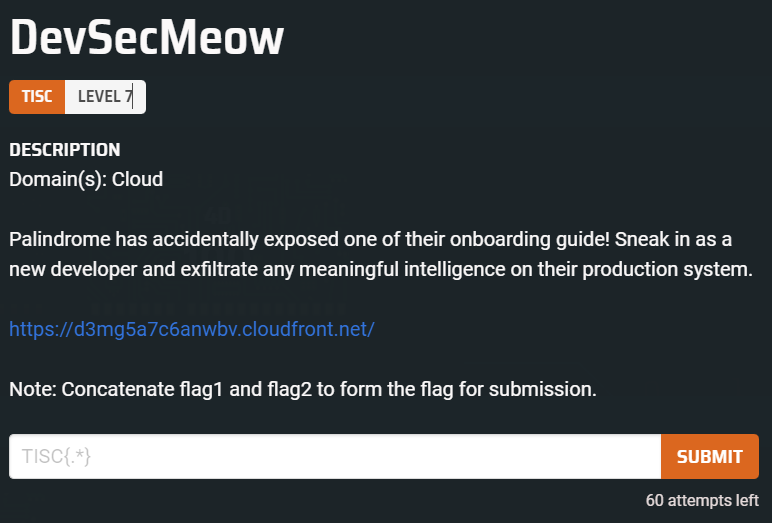 DevSecMeow
TISC LEVEL 7
DESCRIPTION
Domain(s): Cloud
Palindrome has accidentally exposed one of their onboarding guide! Sneak in as a
new developer and exfiltrate any meaningful intelligence on their production system.
https://d3mg5a7c6anwbv.cloudfront.net/
Note: Concatenate flag1 and flag2 to form the flag for submission.
TISC{.*} SUBMIT
60 attempts left